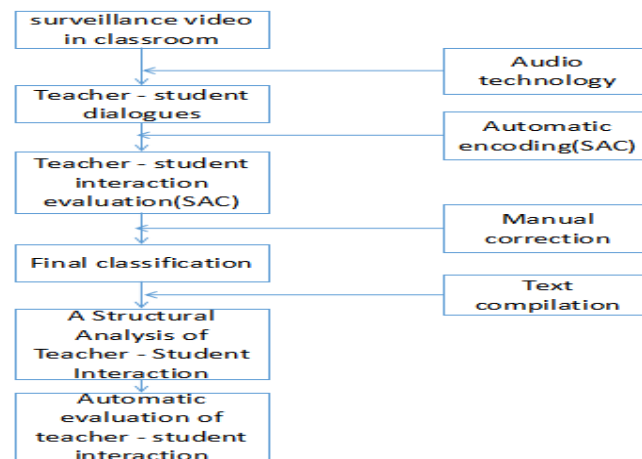 surveillance video
in classroom
Audio
technology
Teacher - student
dialogues
Automatic
encoding(SAC)
Teacher - student
interaction
evaluation(SAC)
Manual
correction
Final classification
Text
compilation
A Structural
Analysis of
Teacher - Student
Interaction
Automatic
evaluation of
teacher - student
interaction